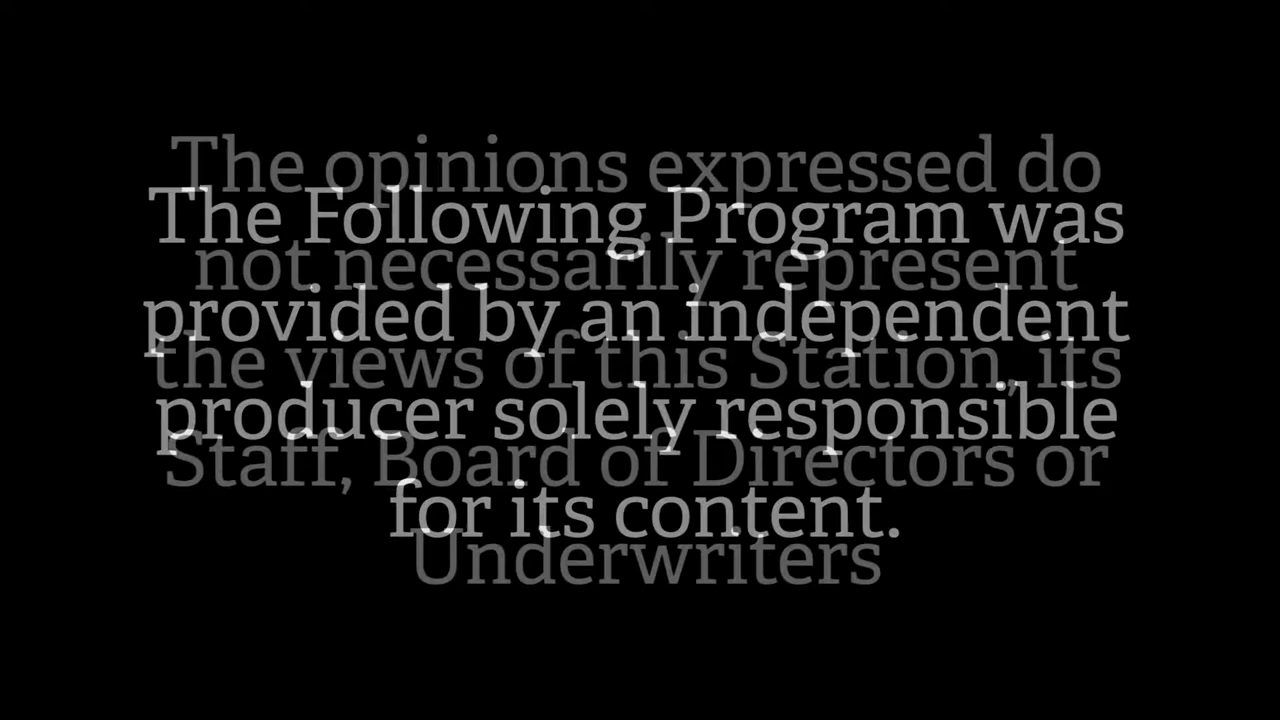 The Following Program was
provided by an independent
producer solely responsible
for its content.
The opinions expressed do
not necessarily represent
the views of this Station, its
Staff, Board of Directors or
Underwriters